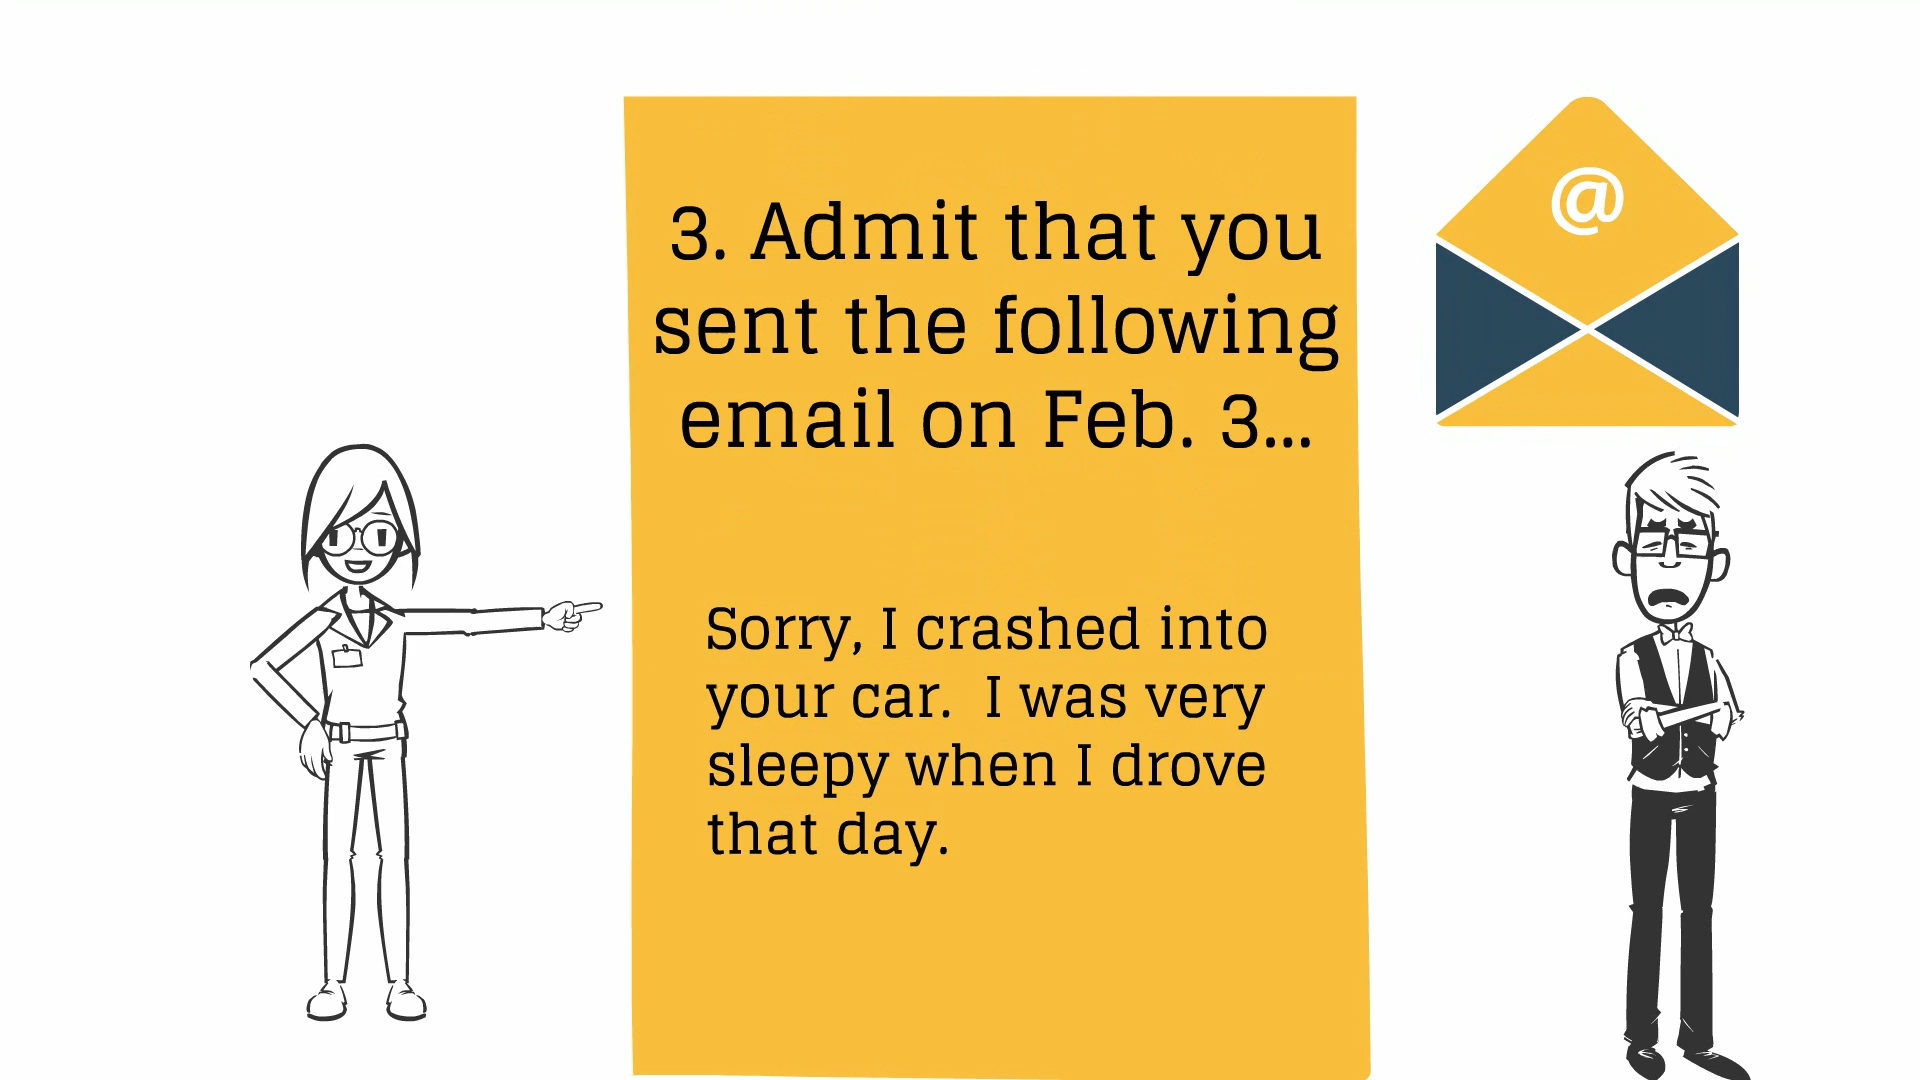 @
3. Admit that you
sent the following
email on Feb. 3...
Sorry, I crashed into
your car.  I was very
sleepy when I drove
that day.